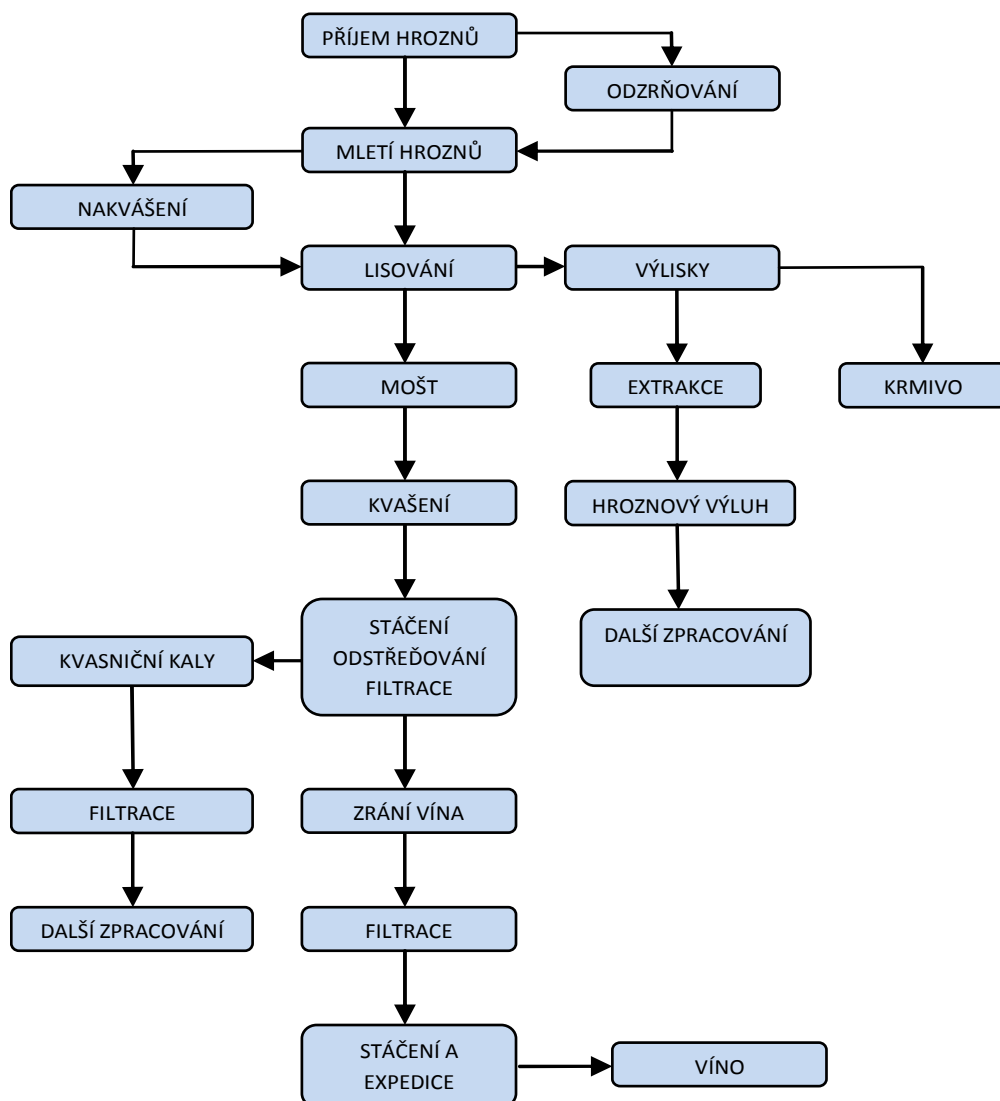 PŘÍJEM HROZNŮ
ODZRŇOVÁNÍ
MLETÍ HROZNŮ
NAKVÁŠENÍ
LISOVÁNÍ
VÝLISKY
MOŠT
EXTRAKCE
KRMIVO
KVAŠENÍ
HROZNOVÝ VÝLUH
STÁČENÍ
ODSTŘEĎOVÁNÍ
FILTRACE
DALŠÍ ZPRACOVÁNÍ
KVASNIČNÍ KALY
FILTRACE
ZRÁNÍ VÍNA
DALŠÍ ZPRACOVÁNÍ
FILTRACE
STÁČENÍ A
EXPEDICE
VÍNO